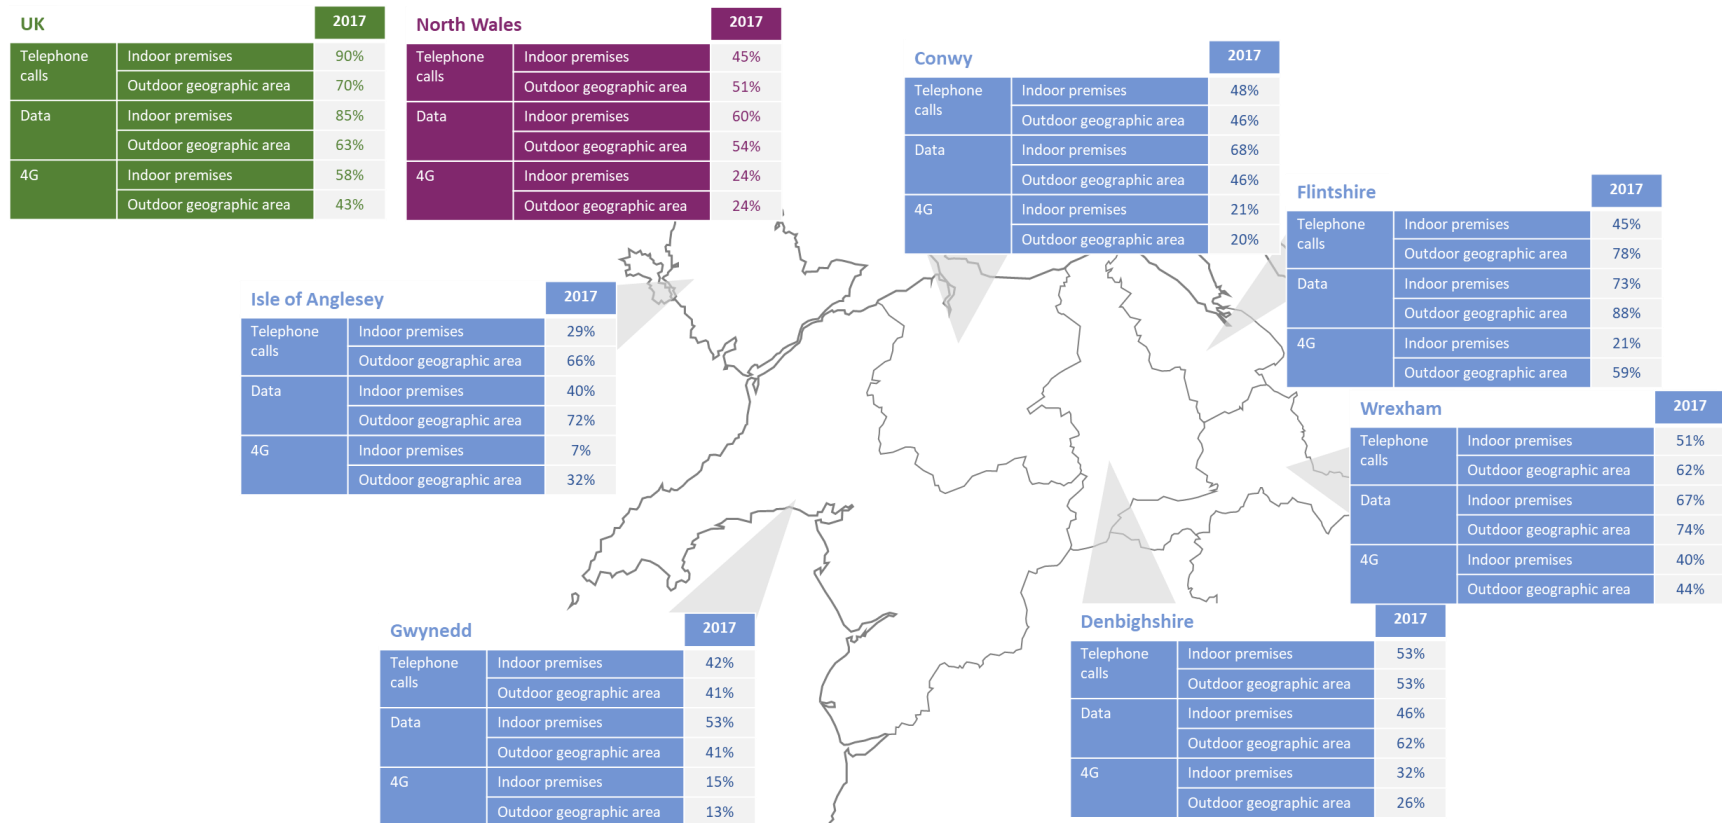 UK 2017
Telephone calls Indoor premises 90%
Outdoor geographic area 70%
Data Indoor premises 85%
Outdoor geographic area 63%
4G Indoor premises 58%
Outdoor geographic area 43%
North Wales 2017
Telephone calls Indoor premises 45%
Outdoor geographic area 51%
Data Indoor premises 60%
Outdoor geographic area 54%
4G Indoor premises 24%
Outdoor geographic area 24%
Conwy 2017
Telephone calls Indoor premises 48%
Outdoor geographic area 46%
Data Indoor premises 68%
Outdoor geographic area 46%
4G Indoor premises 21%
Outdoor geographic area 20%
Flintshire 2017
Telephone calls Indoor premises 45%
Outdoor geographic area 78%
Data Indoor premises 73%
Outdoor geographic area 88%
4G Indoor premises 21%
Outdoor geographic area 59%
Isle of Anglesey 2017
Telephone calls Indoor premises 29%
Outdoor geographic area 66%
Data Indoor premises 40%
Outdoor geographic area 72%
4G Indoor premises 7%
Outdoor geographic area 32%
Wrexham 2017
Telephone calls Indoor premises 51%
Outdoor geographic area 62%
Data Indoor premises 67%
Outdoor geographic area 74%
4G Indoor premises 40%
Outdoor geographic area 44%
Gwynedd 2017
Telephone calls Indoor premises 42%
Outdoor geographic area 41%
Data Indoor premises 53%
Outdoor geographic area 41%
4G Indoor premises 15%
Outdoor geographic area 13%
Denbighshire 2017
Telephone calls Indoor premises 53%
Outdoor geographic area 53%
Data Indoor premises 46%
Outdoor geographic area 62%
4G Indoor premises 32%
Outdoor geographic area 26%